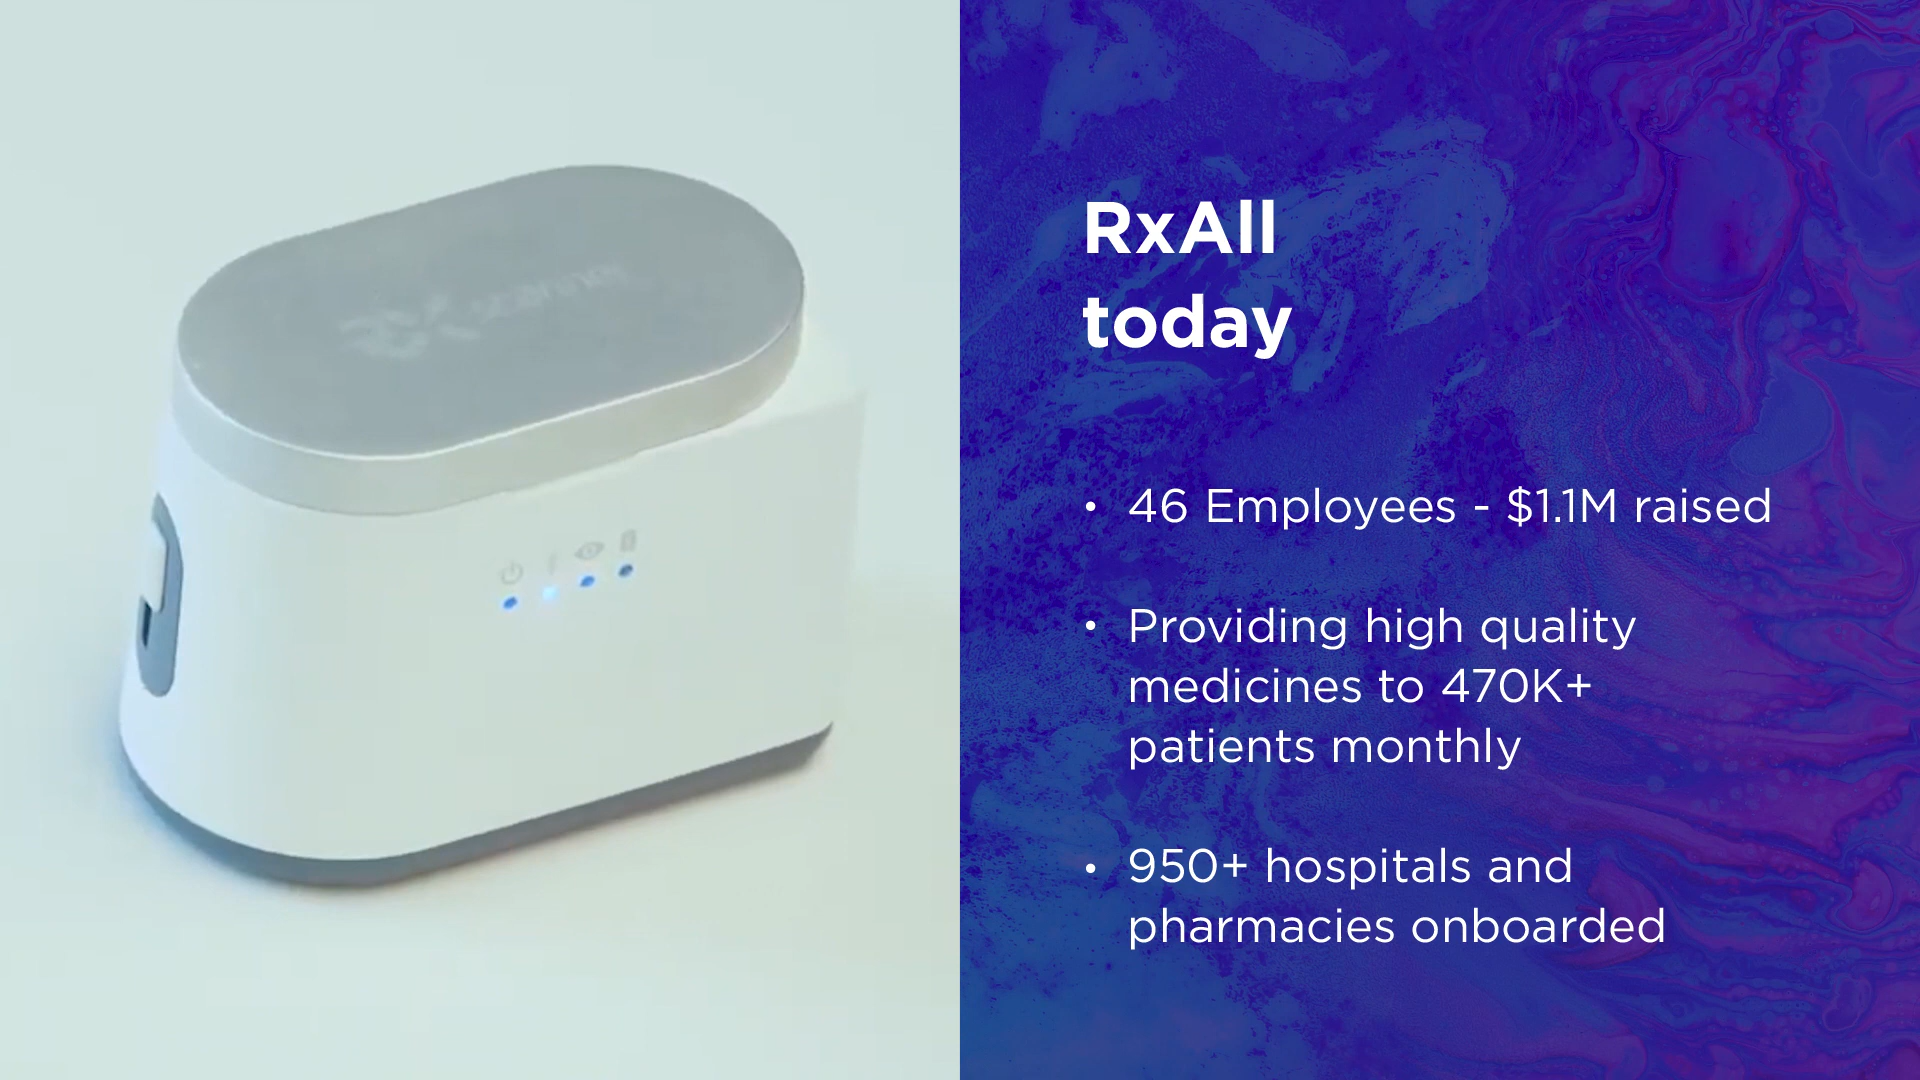 RxAll
today
• 46 Employees - $1.1M raised
• Providing high quality
medicines to 470K+
patients monthly
• 950+ hospitals and
pharmacies onboarded